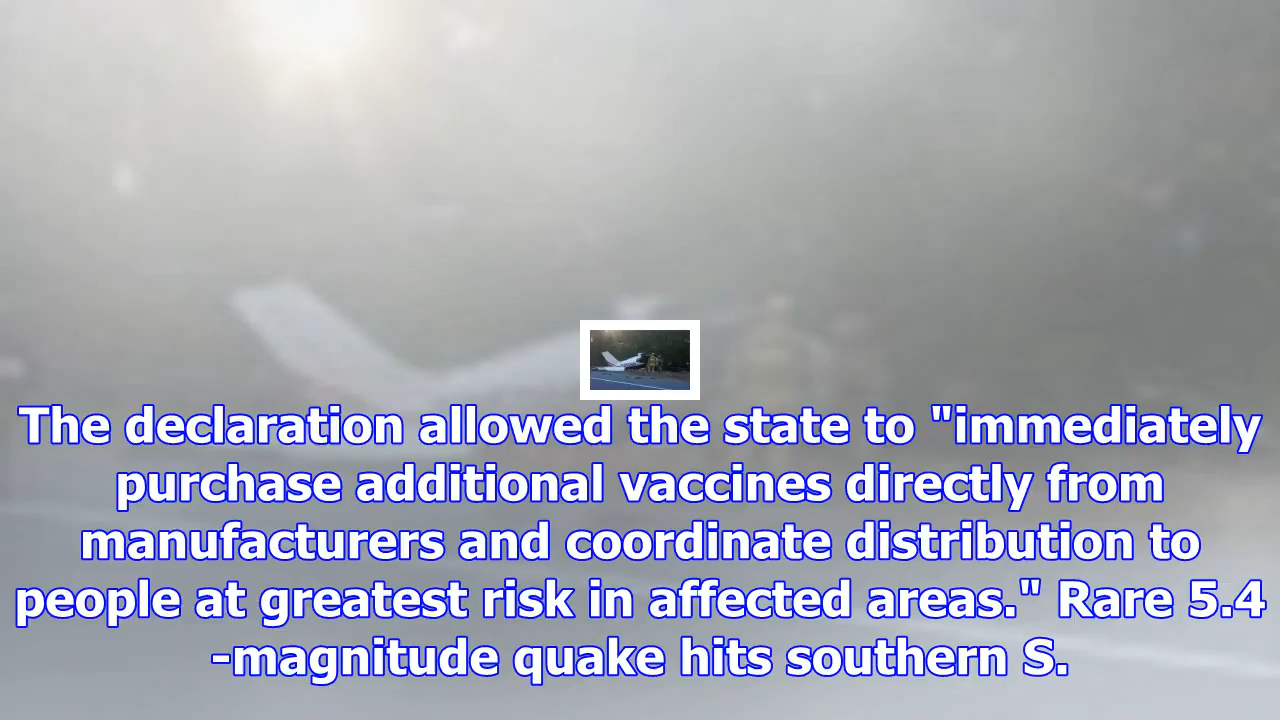 The declaration allowed the state to "immediately
purchase additional vaccines directly from
manufacturers and coordinate distribution to
people at greatest risk in affected areas." Rare 5.4
-magnitude quake hits southern S.